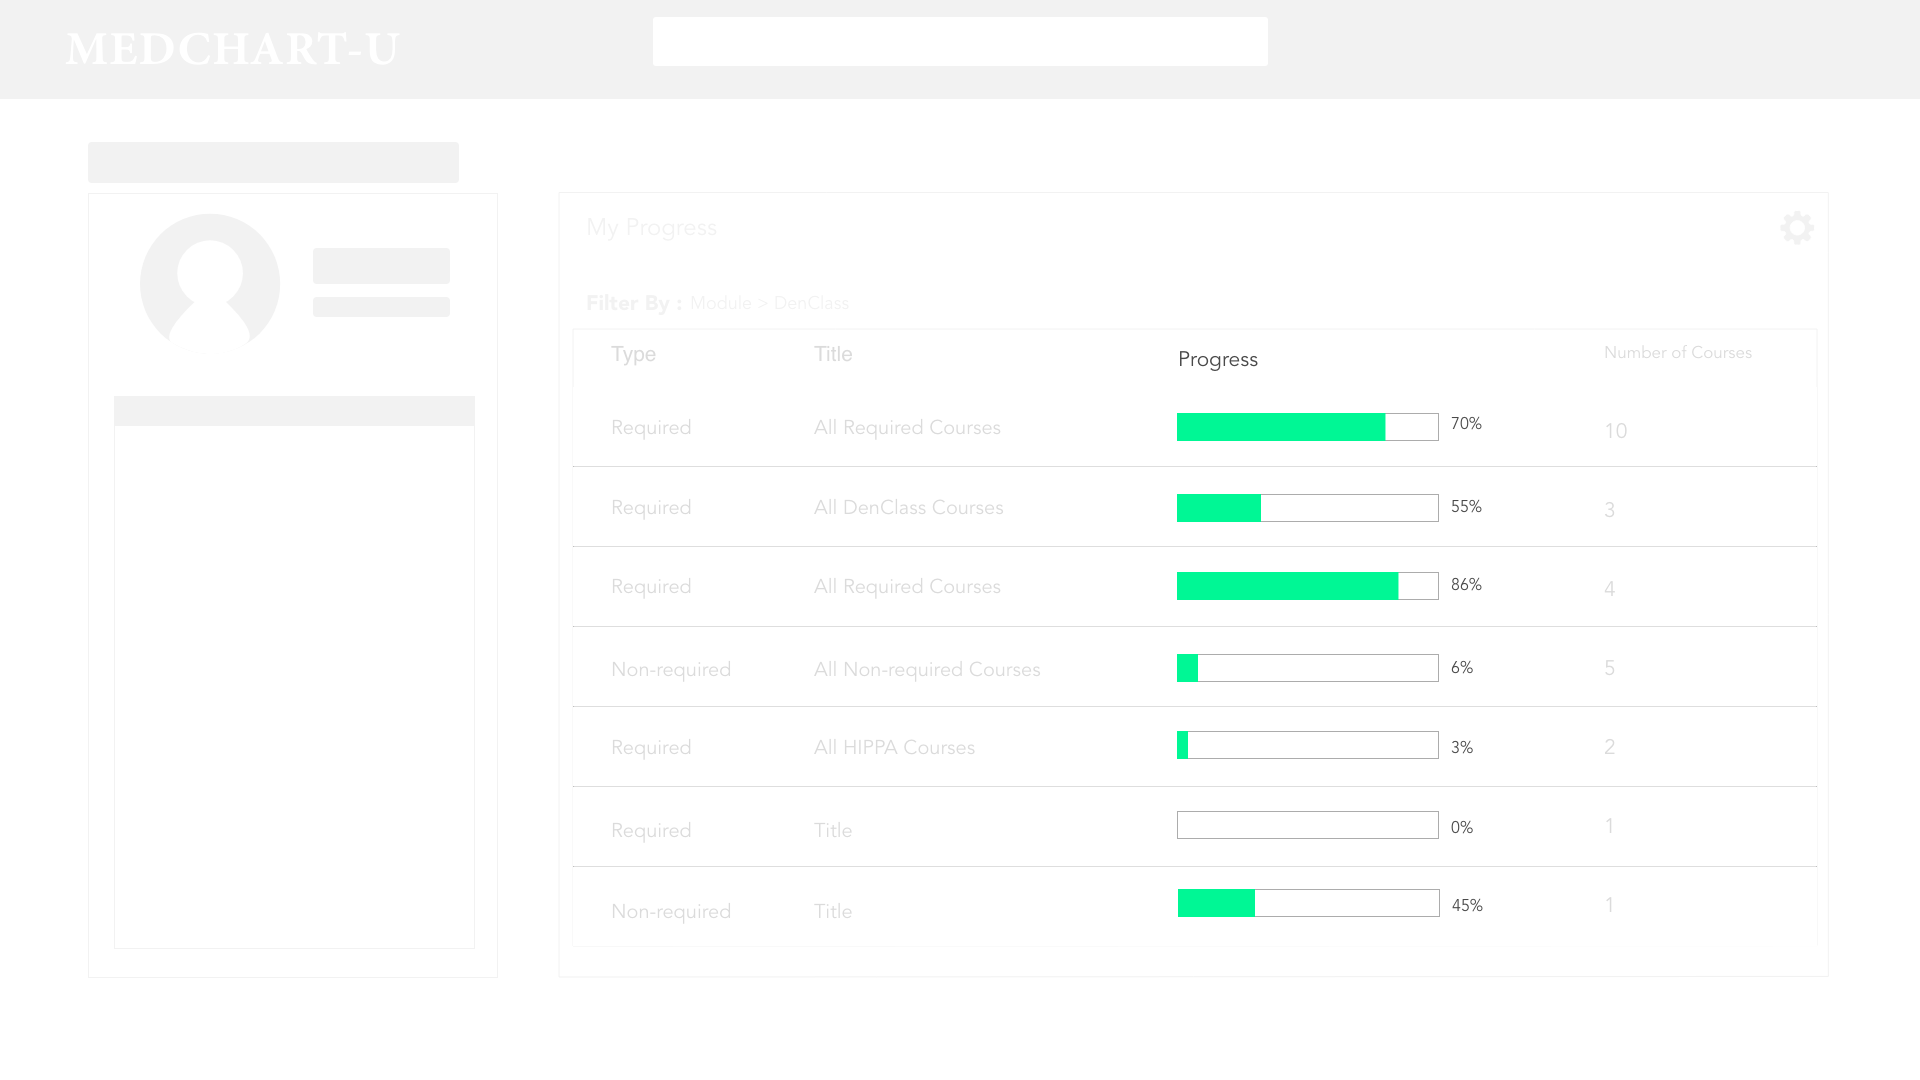 MEDCHART-U
My Progress
Filter By : Module > DenClass
Type Title Progress Number of Courses
Required All Required Courses 70% 10
Required All DenClass Courses 55% 3
Required All Required Courses 86% 4
Non-required All Non-required Courses 6% 5
Required All HIPPA Courses 3% 2
Required Title 0% 1
Non-required Title 45% 1